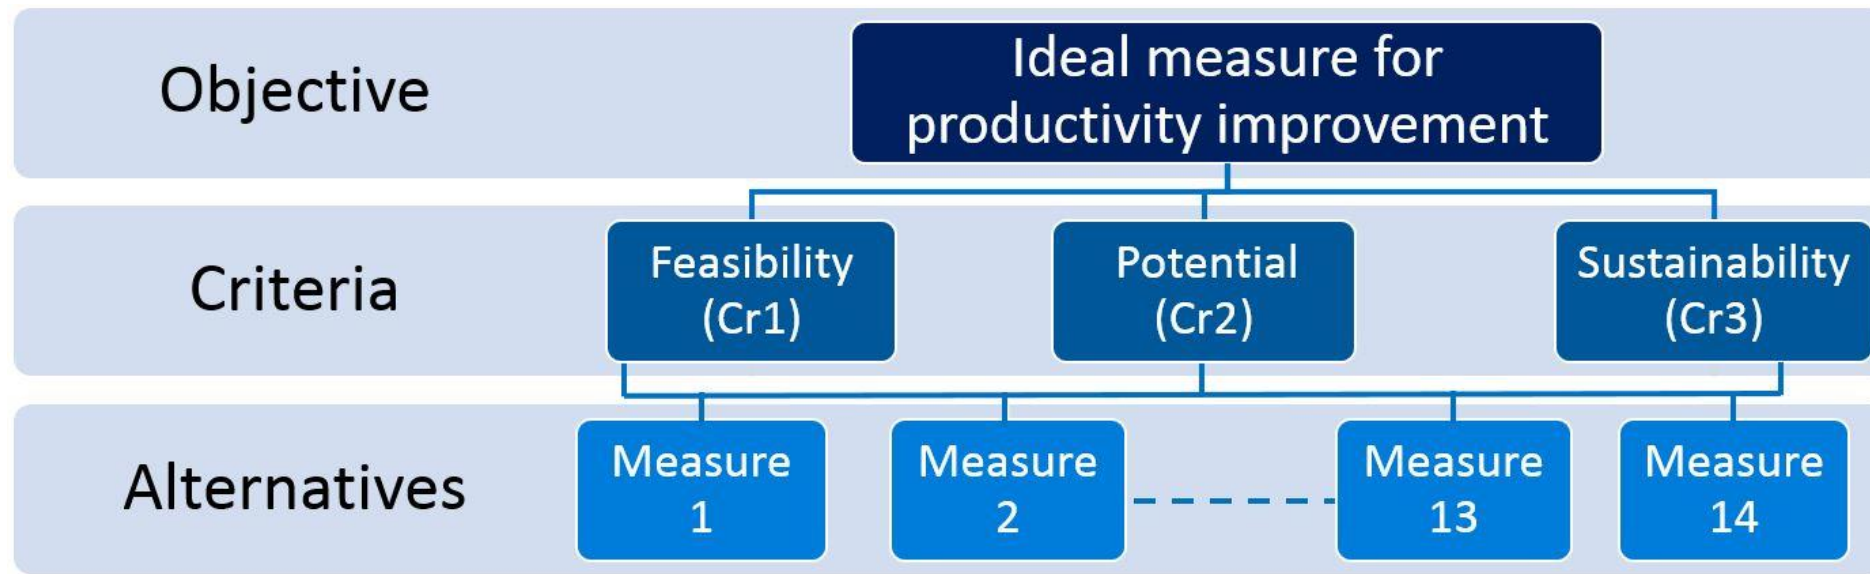 Objective
Ideal measure for
productivity improvement
Criteria
Feasibility
(Cr1)
Potential
(Cr2)
Sustainability
(Cr3)
Alternatives
Measure
1
Measure
2
Measure
13
Measure
14